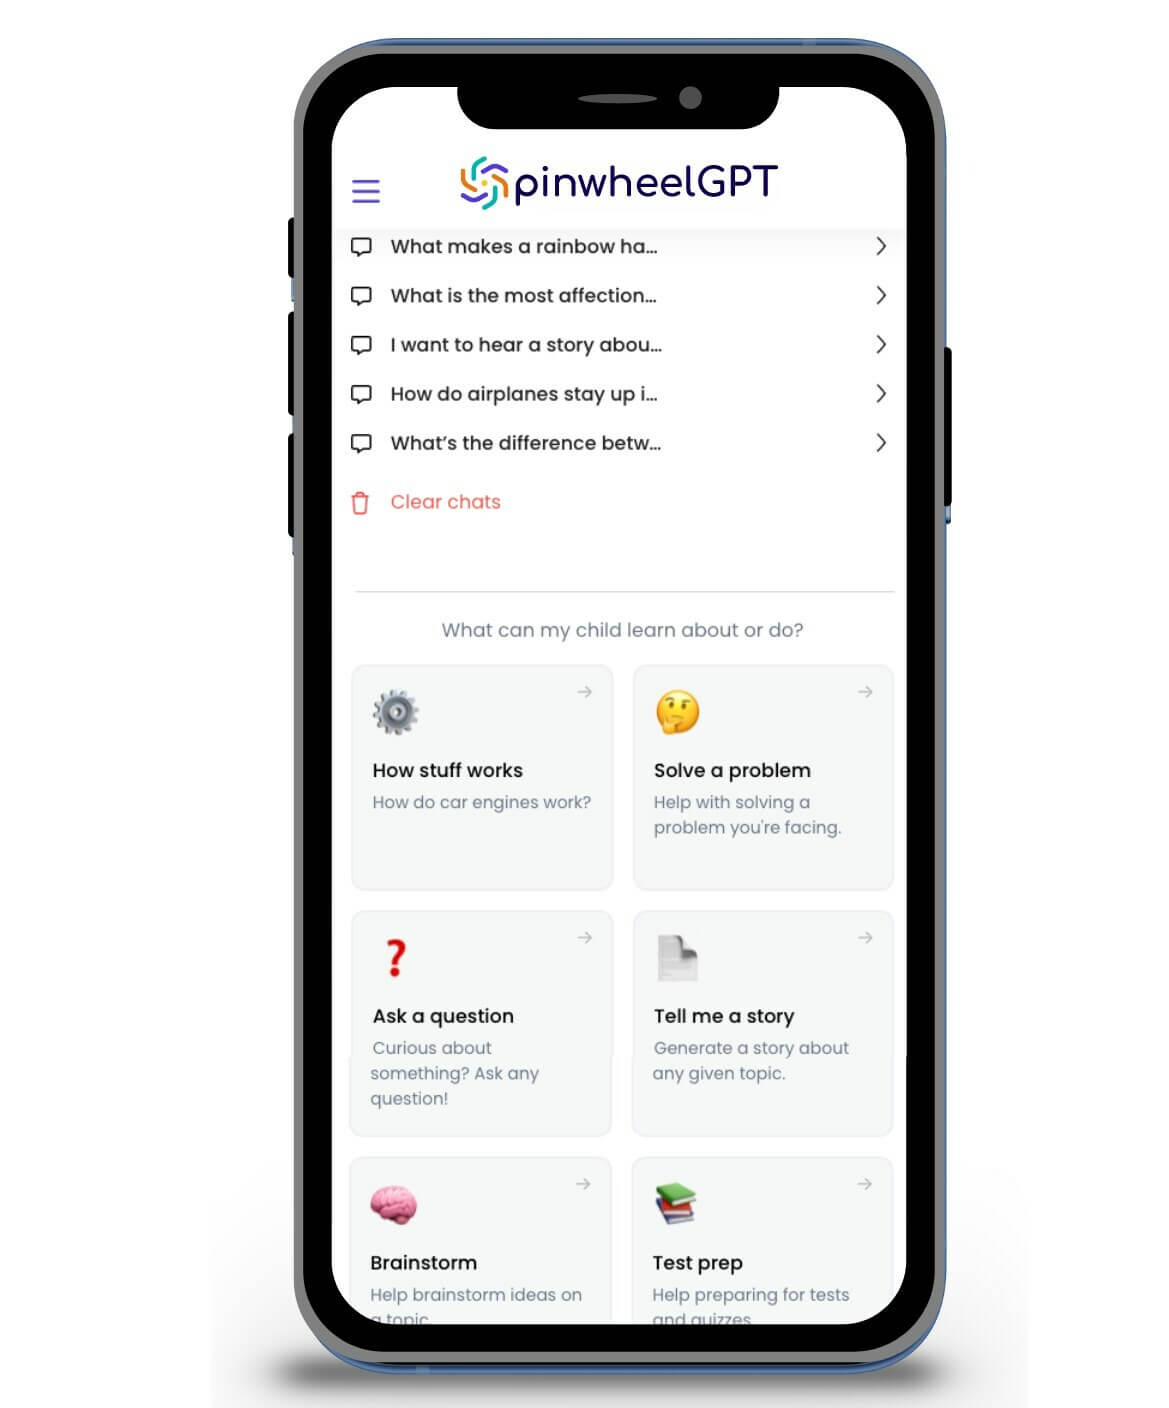 pinwheelGPT
What makes a rainbow ha...
What is the most affection...
I want to hear a story abou...
How do airplanes stay up i...
What's the difference betw...
Clear chats
What can my child learn about or do?
How stuff works
How do car engines work?
Solve a problem
Help with solving a
problem you're facing.
Ask a question
Curious about
something? Ask any
question!
Tell me a story
Generate a story about
any given topic.
Brainstorm
Help brainstorm ideas on
a topic
Test prep
Help preparing for tests
and quizzes